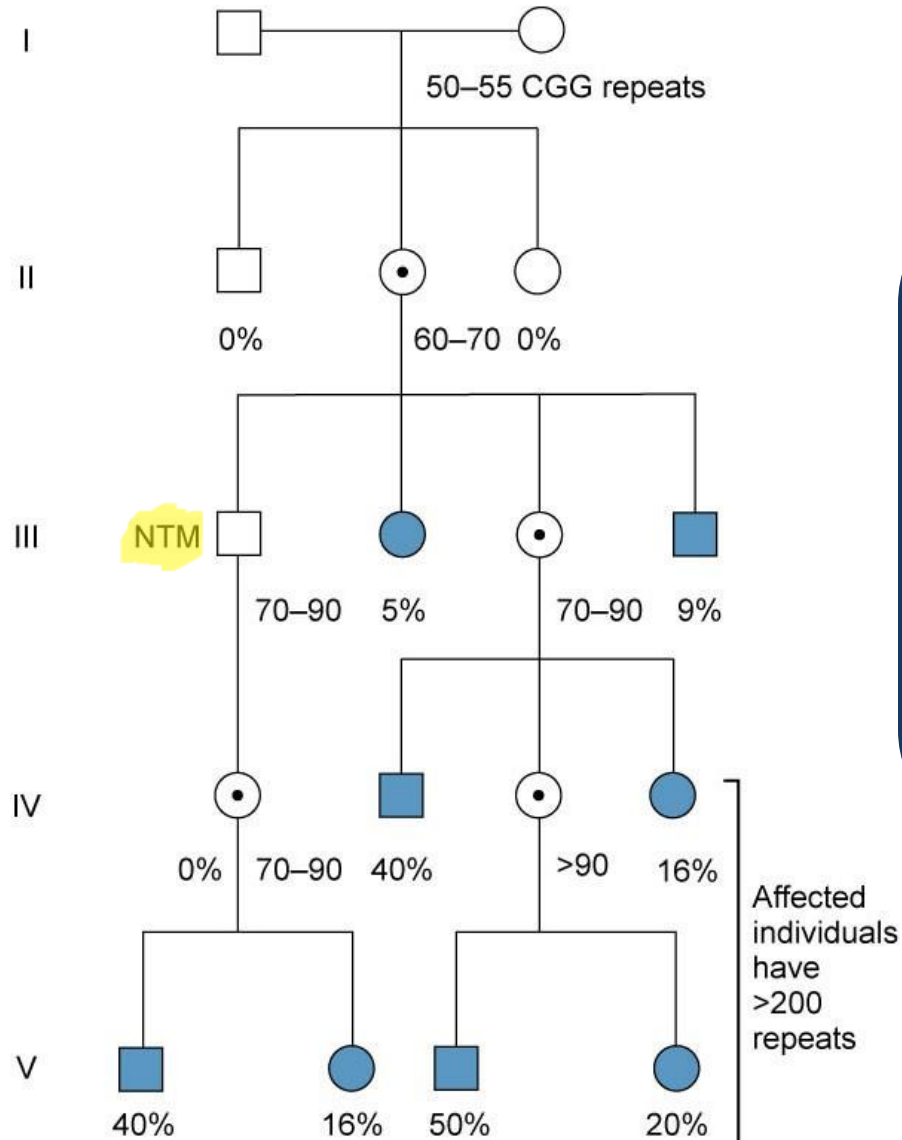 I
50–55 CGG repeats
II
0% 60–70 0%
III NTM
70–90 5% 70–90 9%
IV
0% 70–90 40% >90 16%
Affected
individuals
have
>200
repeats
V
40% 16% 50% 20%